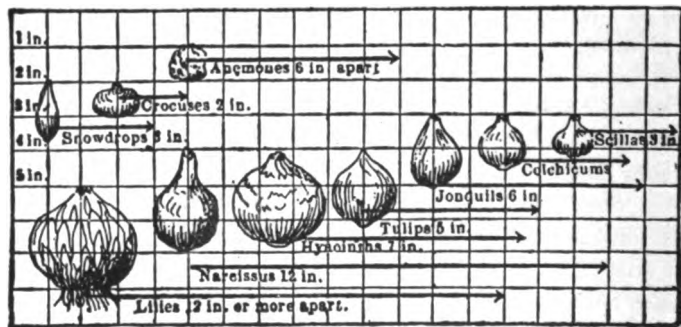 1 in.
2 in.
Anemones 6 in. apart
3 in.
Crocuses 2 in.
4 in.
Snowdrops 3 in.
Scillas 3 in.
5 in.
Colchicums
Jonquils 6 in.
Tulips 5 in.
Hyacinths 7 in.
Narcissus 12 in.
Lilies 12 in. or more apart.